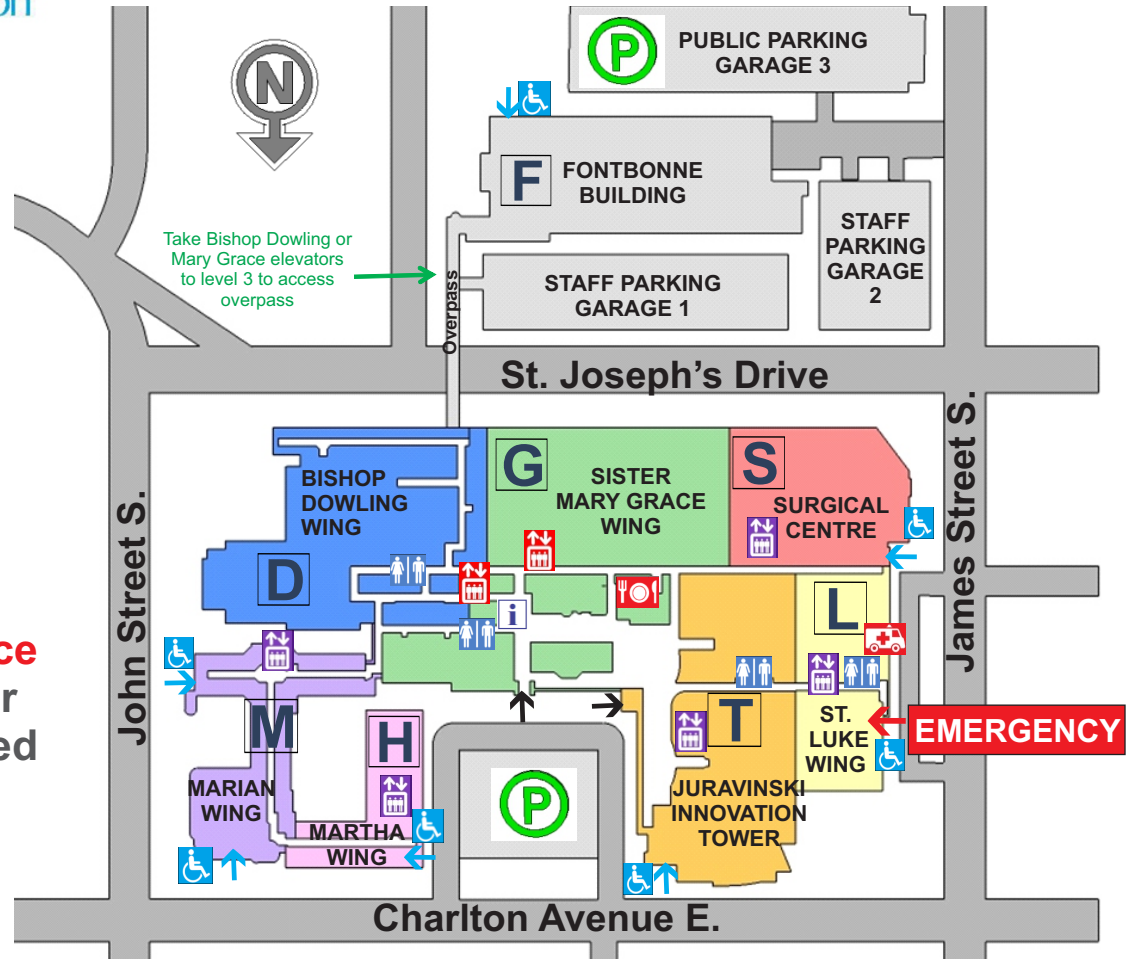 N
P
PUBLIC PARKING
GARAGE 3
F
FONTBONNE
BUILDING
STAFF
PARKING
GARAGE
2
Take Bishop Dowling or
Mary Grace elevators
to level 3 to access
overpass
Overpass
STAFF PARKING
GARAGE 1
St. Joseph's Drive
John Street S.
James Street S.
BISHOP
DOWLING
WING
D
G
SISTER
MARY GRACE
WING
S
SURGICAL
CENTRE
i
L
ST.
LUKE
WING
EMERGENCY
M
MARIAN
WING
H
MARTHA
WING
P
T
JURAVINSKI
INNOVATION
TOWER
Charlton Avenue E.